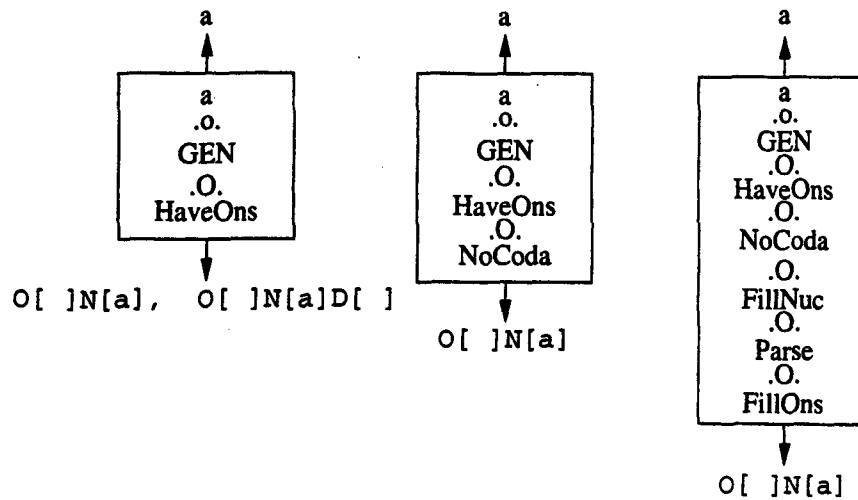 a
a
.o.
GEN
.O.
HaveOns
O[ ]N[a], O[ ]N[a]D[ ]
a
a
.o.
GEN
.O.
HaveOns
.O.
NoCoda
O[ ]N[a]
a
a
.o.
GEN
.O.
HaveOns
.O.
NoCoda
.O.
FillNuc
.O.
Parse
.O.
FillOns
O[ ]N[a]